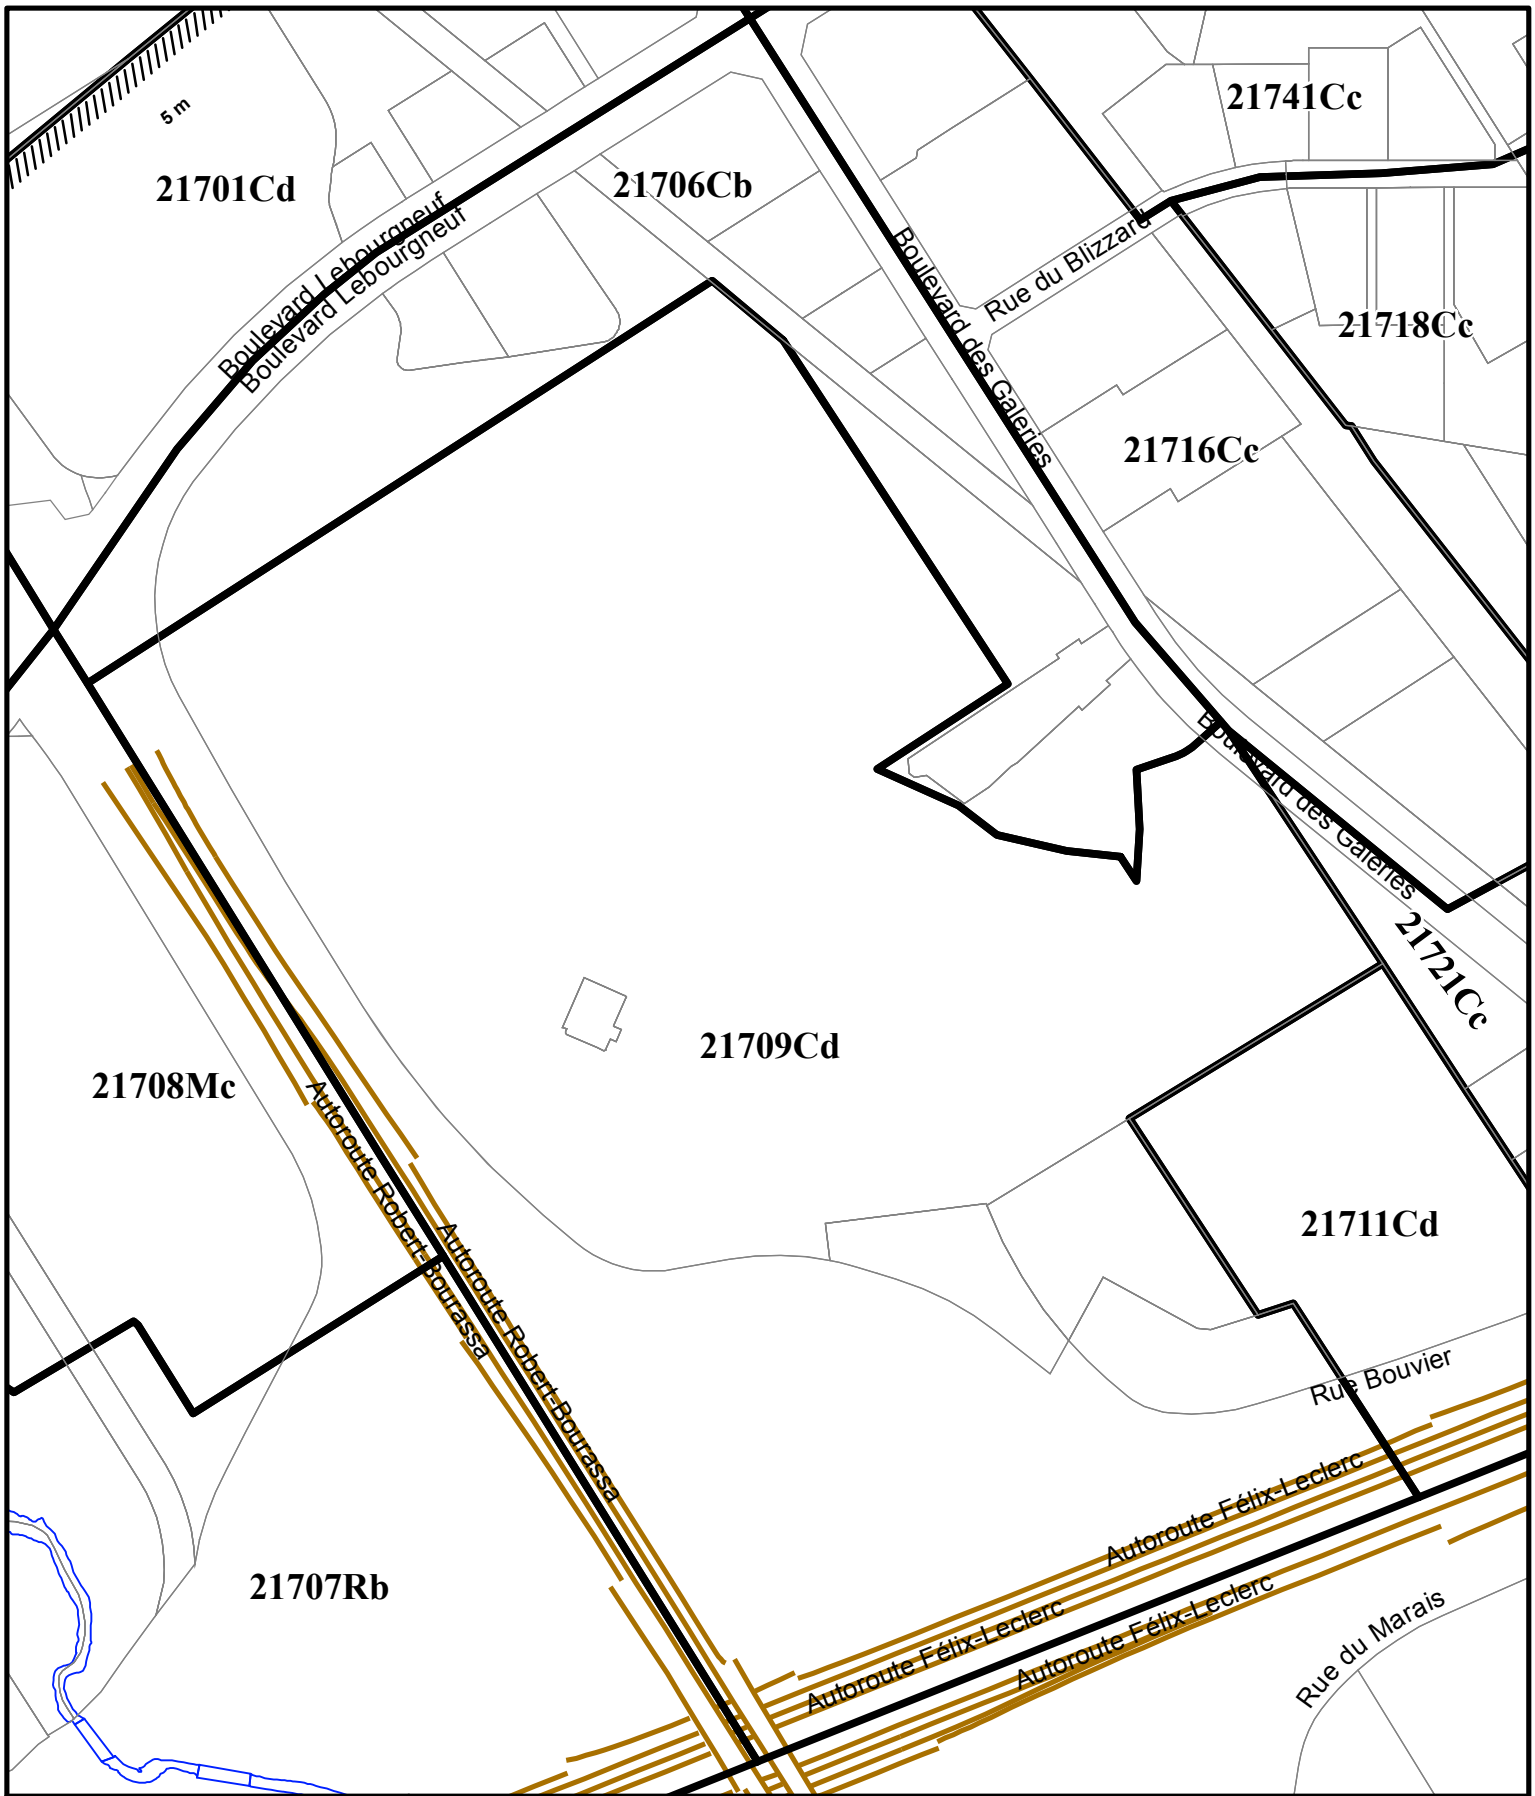 5 m
21741Cc
21701Cd
21706Cb
Boulevard Lebourgneuf
Boulevard Lebourgneuf
Boulevard des Galeries
Rue du Blizzard
21718Cc
21716Cc
Boulevard des Galeries
21721Cc
21709Cd
21708Mc
Autoroute Robert-Bourassa
Autoroute Robert-Bourassa
21711Cd
Rue Bouvier
Autoroute Félix-Leclerc
Autoroute Félix-Leclerc
Autoroute Félix-Leclerc
21707Rb
Rue du Marais